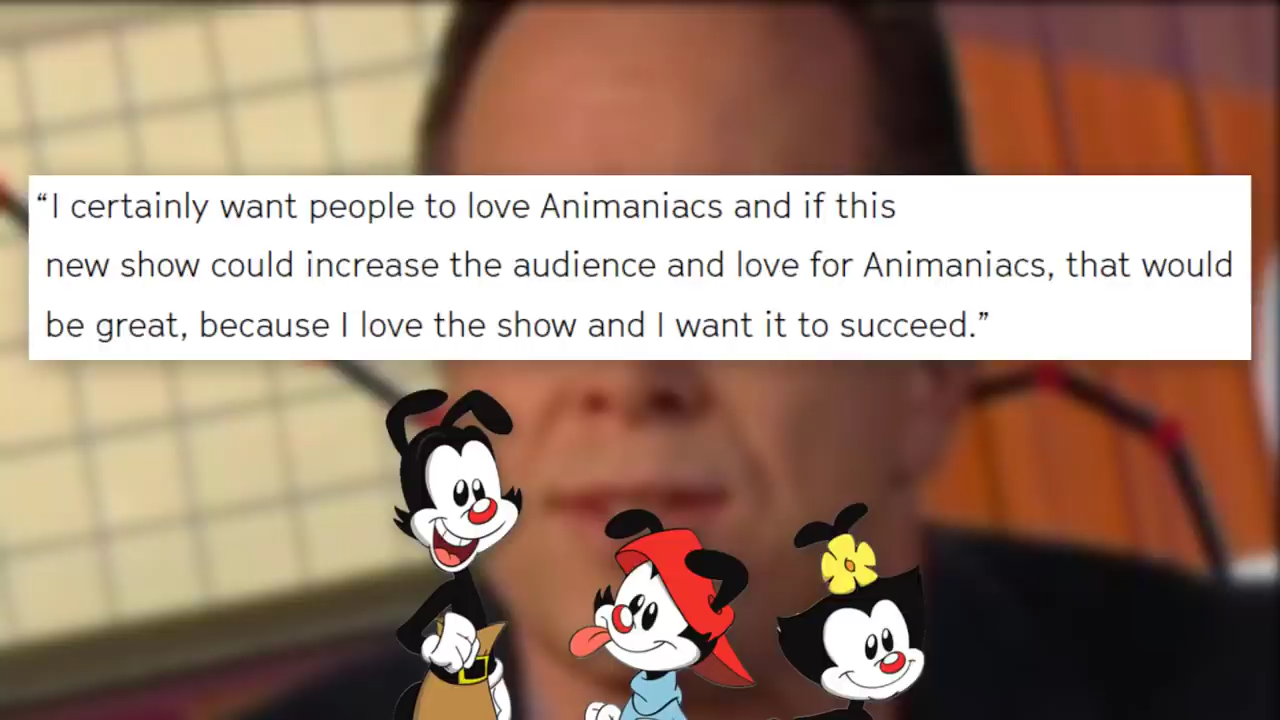 “I certainly want people to love Animaniacs and if this
new show could increase the audience and love for Animaniacs, that would
be great, because I love the show and I want it to succeed.”